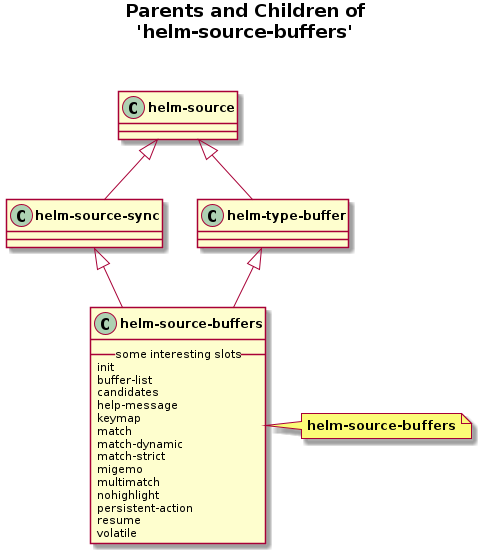 Parents and Children of
'helm-source-buffers'
C helm-source
C helm-source-sync
C helm-type-buffer
C helm-source-buffers
some interesting slots
init
buffer-list
candidates
help-message
keymap
match
match-dynamic
match-strict
migemo
multimatch
nohighlight
persistent-action
resume
volatile
helm-source-buffers